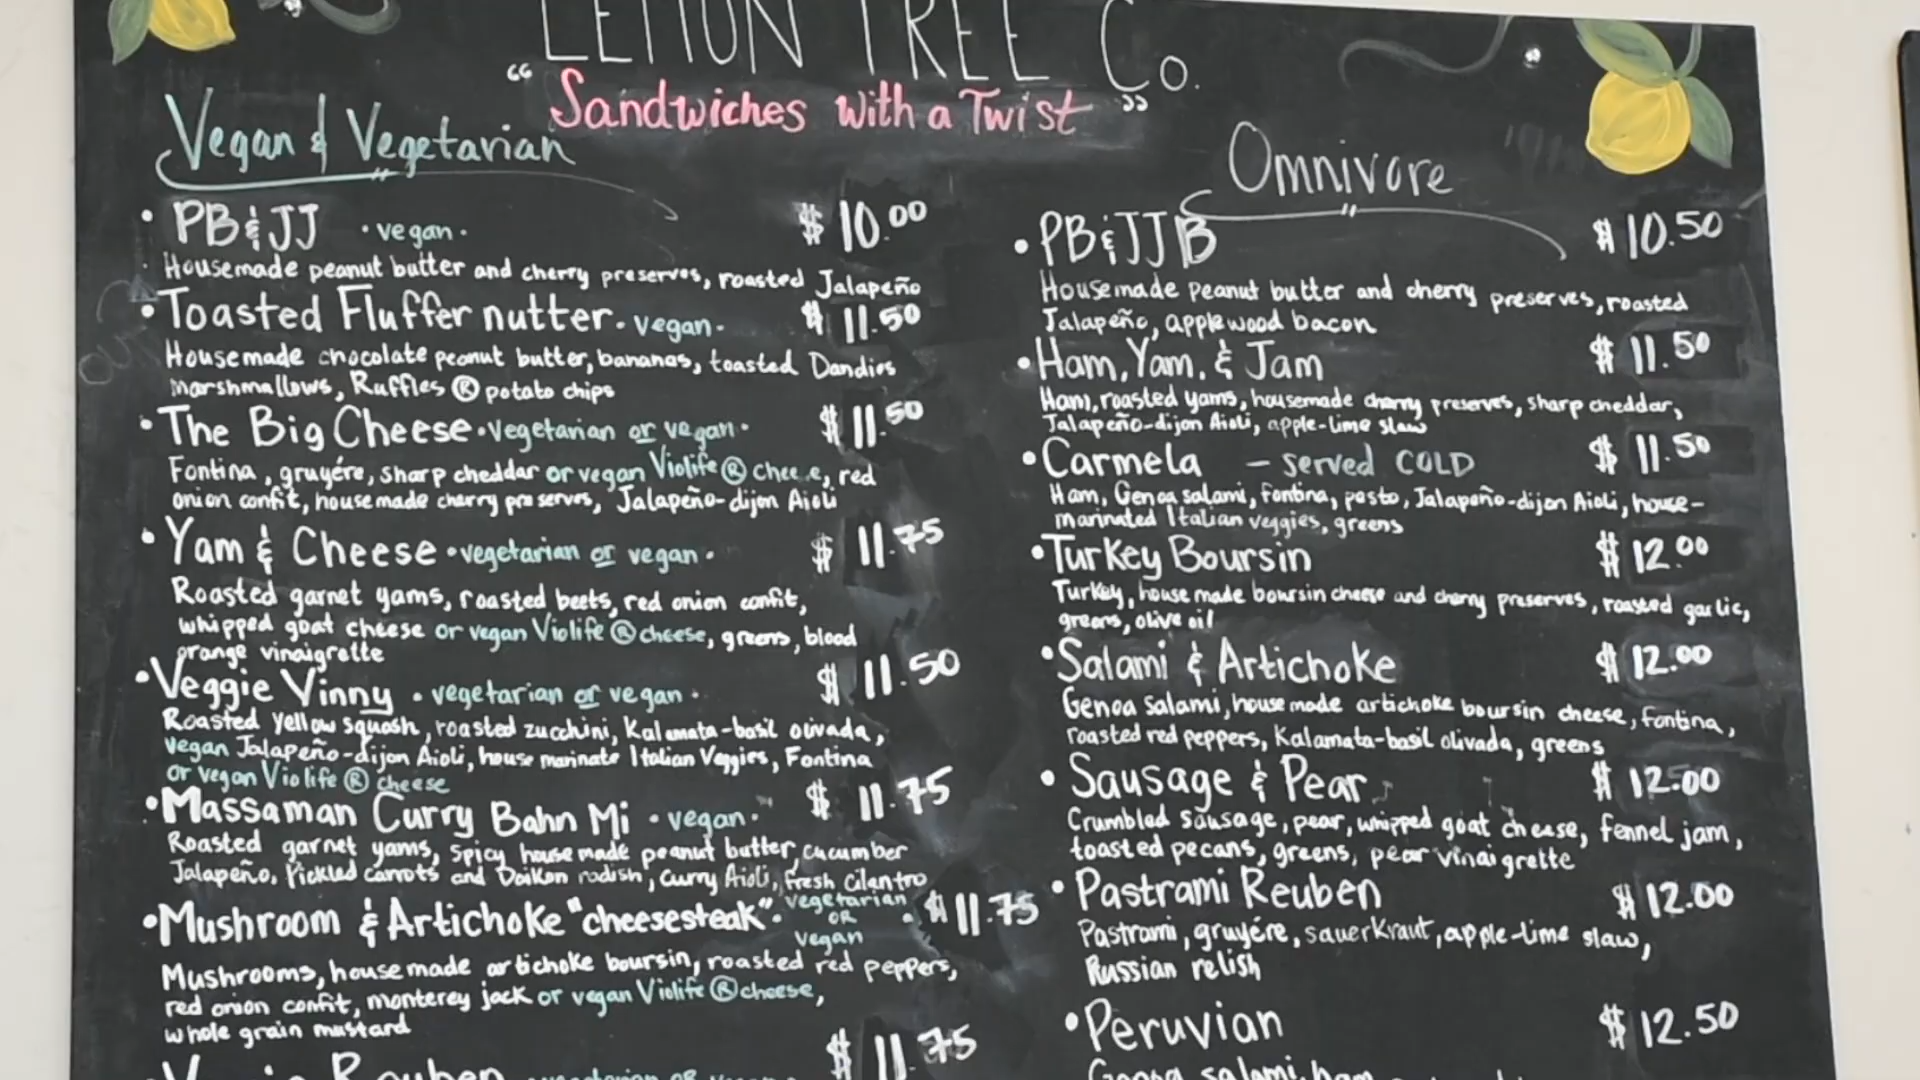 LEMON TREE Co.
"Sandwiches with a Twist"
Vegan & Vegetarian
• PB&JJ • vegan • $10.00
Housemade peanut butter and cherry preserves, roasted Jalapeño
• Toasted Fluffer nutter • vegan • $11.50
Housemade chocolate peanut butter, bananas, toasted Dandies
marshmallows, Ruffles ® potato chips
• The Big Cheese • vegetarian or vegan • $11.50
Fontina, gruyére, sharp cheddar or vegan Violife ® chee e, red
onion confit, housemade cherry preserves, Jalapeño-dijon Aioli
• Yam & Cheese • vegetarian or vegan • $11.75
Roasted garnet yams, roasted beets, red onion confit,
whipped goat cheese or vegan Violife ® cheese, greens, blood
orange vinaigrette
• Veggie Vinny • vegetarian or vegan • $11.50
Roasted yellow squash, roasted zucchini, Kalamata-basil olivada,
vegan Jalapeño-dijon Aioli, house marinate Italian Veggies, Fontina
or vegan Violife ® cheese
• Massaman Curry Bahn Mi • vegan • $11.75
Roasted garnet yams, spicy housemade peanut butter, cucumber
Jalapeño, Pickled carrots and Daikon radish, Curry Aioli, Fresh Cilantro
• Mushroom & Artichoke "cheesesteak" • vegetarian OR vegan • $11.75
Mushrooms, housemade artichoke boursin, roasted red peppers,
red onion confit, monterey jack or vegan Violife ® cheese,
whole grain mustard
Reuben $11.75
Omnivore
• PB&JJB $10.50
Housemade peanut butter and cherry preserves, roasted
Jalapeño, applewood bacon
• Ham, Yam, & Jam $11.50
Ham, roasted yams, housemade cherry preserves, sharp cheddar,
Jalapeño-dijon Aioli, apple-lime slaw
• Carmela – served COLD $11.50
Ham, Genoa salami, fontina, pesto, Jalapeño-dijon Aioli, house-
marinated Italian veggies, greens
• Turkey Boursin $12.00
Turkey, housemade boursin cheese and cherry preserves, roasted garlic,
greens, olive oil
• Salami & Artichoke $12.00
Genoa Salami, housemade artichoke boursin cheese, fontina,
roasted red peppers, Kalamata-basil olivada, greens
• Sausage & Pear $12.00
Crumbled sausage, pear, whipped goat cheese, fennel jam,
toasted pecans, greens, pear vinaigrette
• Pastrami Reuben $12.00
Pastrami, gruyére, sauerkraut, apple-lime slaw,
Russian relish
• Peruvian $12.50
Genoa salami, ham